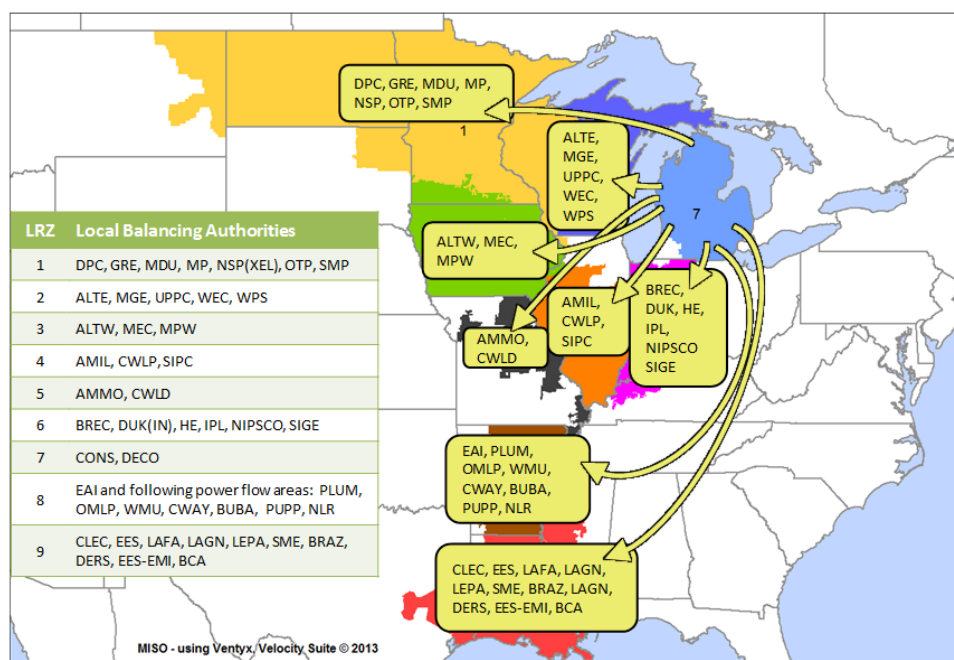 DPC, GRE, MDU, MP,
NSP, OTP, SMP
1
ALTE,
MGE,
UPPC,
WEC,
WPS
7
ALTW, MEC,
MPW
AMIL,
CWLP,
SIPC
BREC,
DUK, HE,
IPL,
NIPSCO
SIGE
AMMO,
CWLD
EAI, PLUM,
OMLP, WMU,
CWAY, BUBA,
PUPP, NLR
CLEC, EES, LAFA, LAGN,
LEPA, SME, BRAZ, LAGN,
DERS, EES-EMI, BCA
LRZ Local Balancing Authorities
1 DPC, GRE, MDU, MP, NSP(XEL), OTP, SMP
2 ALTE, MGE, UPPC, WEC, WPS
3 ALTW, MEC, MPW
4 AMIL, CWLP, SIPC
5 AMMO, CWLD
6 BREC, DUK(IN), HE, IPL, NIPSCO, SIGE
7 CONS, DECO
8 EAI and following power flow areas: PLUM,
OMLP, WMU, CWAY, BUBA, PUPP, NLR
9 CLEC, EES, LAFA, LAGN, LEPA, SME, BRAZ,
DERS, EES-EMI, BCA
MISO - using Ventyx, Velocity Suite © 2013